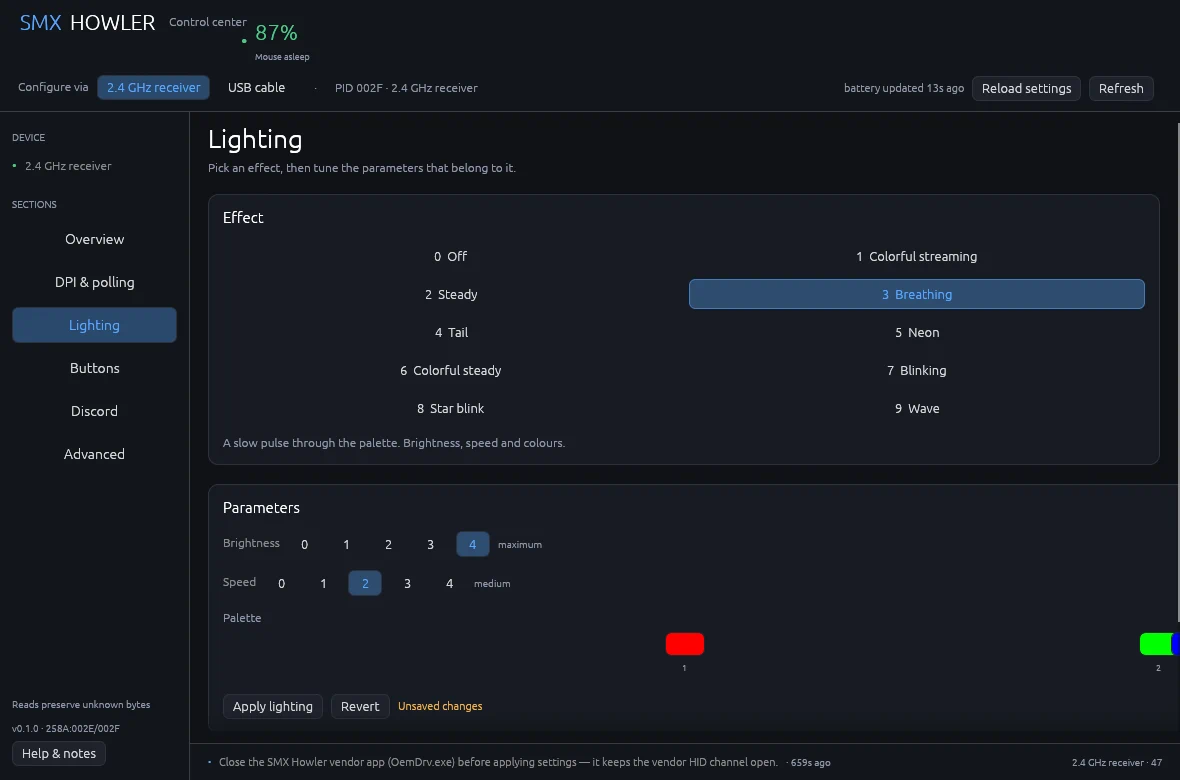 SMX HOWLER Control center
87%
Mouse asleep
Configure via 2.4 GHz receiver USB cable · PID 002F · 2.4 GHz receiver battery updated 13s ago Reload settings Refresh
DEVICE
• 2.4 GHz receiver
SECTIONS
Overview
DPI & polling
Lighting
Buttons
Discord
Advanced
Reads preserve unknown bytes
v0.1.0 · 258A:002E/002F
Help & notes
Lighting
Pick an effect, then tune the parameters that belong to it.
Effect
0 Off 1 Colorful streaming
2 Steady 3 Breathing
4 Tail 5 Neon
6 Colorful steady 7 Blinking
8 Star blink 9 Wave
A slow pulse through the palette. Brightness, speed and colours.
Parameters
Brightness 0 1 2 3 4 maximum
Speed 0 1 2 3 4 medium
Palette
1 2
Apply lighting Revert Unsaved changes
• Close the SMX Howler vendor app (OemDrv.exe) before applying settings — it keeps the vendor HID channel open. · 659s ago 2.4 GHz receiver · 47